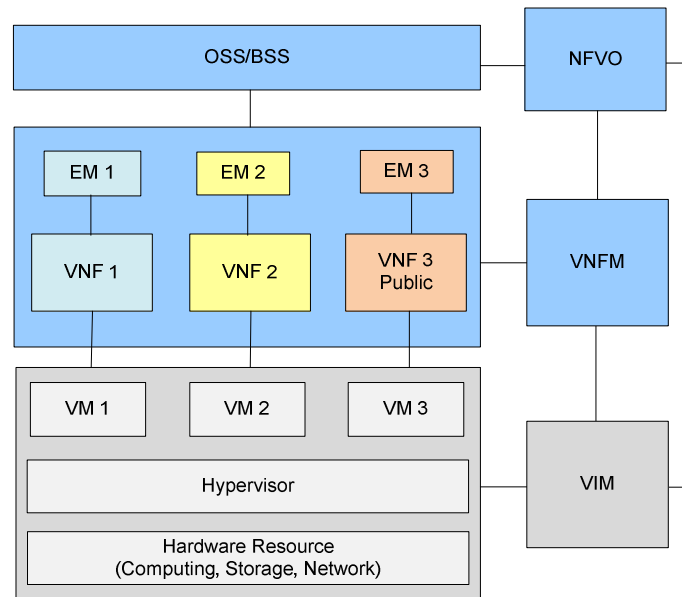 OSS/BSS
NFVO
EM 1
EM 2
EM 3
VNF 1
VNF 2
VNF 3
Public
VNFM
VM 1
VM 2
VM 3
Hypervisor
VIM
Hardware Resource
(Computing, Storage, Network)